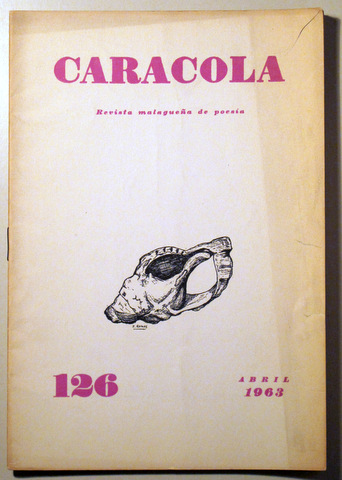 CARACOLA
Revista malagueña de poesía
126
ABRIL
1963